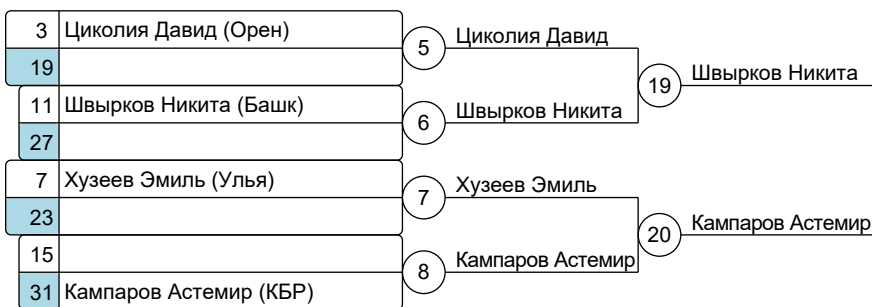 3 Циколия Давид (Орен)
19
5 Циколия Давид
11 Швырков Никита (Башк)
27
6 Швырков Никита
19 Швырков Никита
7 Хузеев Эмиль (Улья)
23
7 Хузеев Эмиль
15
31 Кампаров Астемир (КБР)
8 Кампаров Астемир
20 Кампаров Астемир